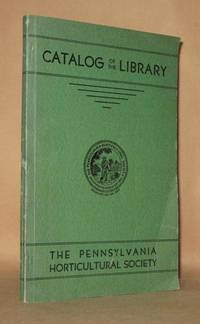 CATALOG OF THE LIBRARY
THE PENNSYLVANIA
HORTICULTURAL SOCIETY